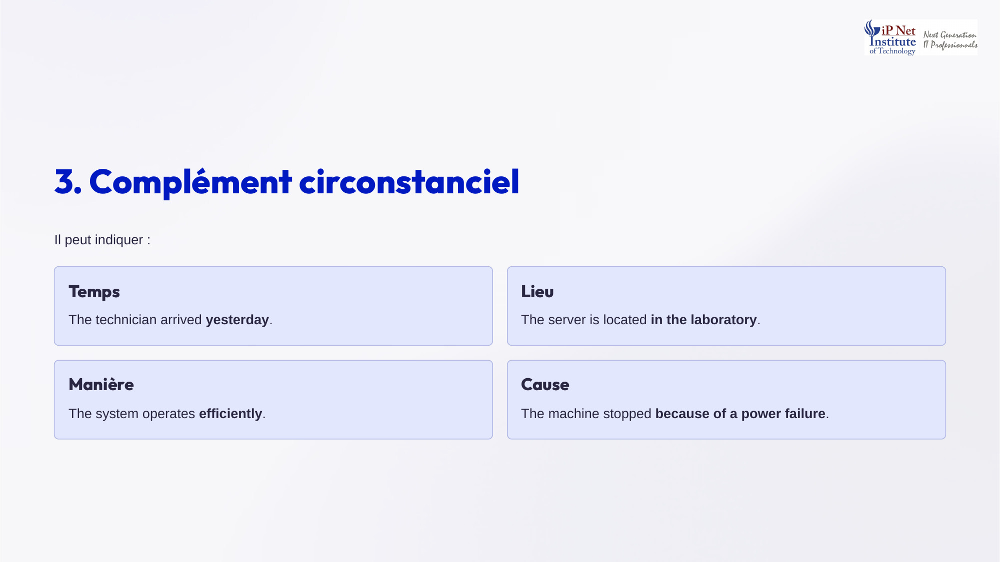 iP Net
Institute
of Technology
Next Generation
IT Professionnels
3. Complément circonstanciel
Il peut indiquer :
Temps
The technician arrived yesterday.
Lieu
The server is located in the laboratory.
Manière
The system operates efficiently.
Cause
The machine stopped because of a power failure.